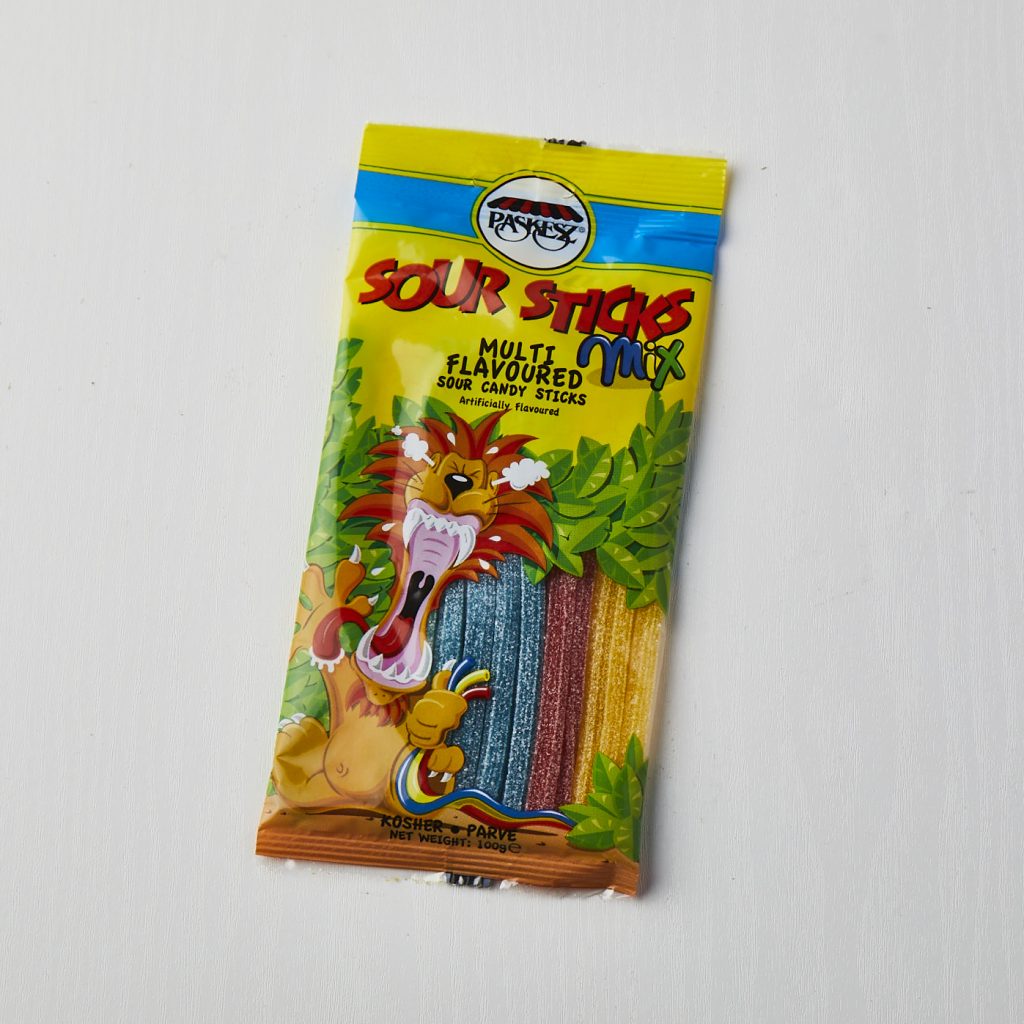 PASKESZ®
SOUR STICKS
MiX
MULTI
FLAVOURED
SOUR CANDY STICKS
Artificially flavoured
KOSHER • PARVE
NET WEIGHT: 100g℮